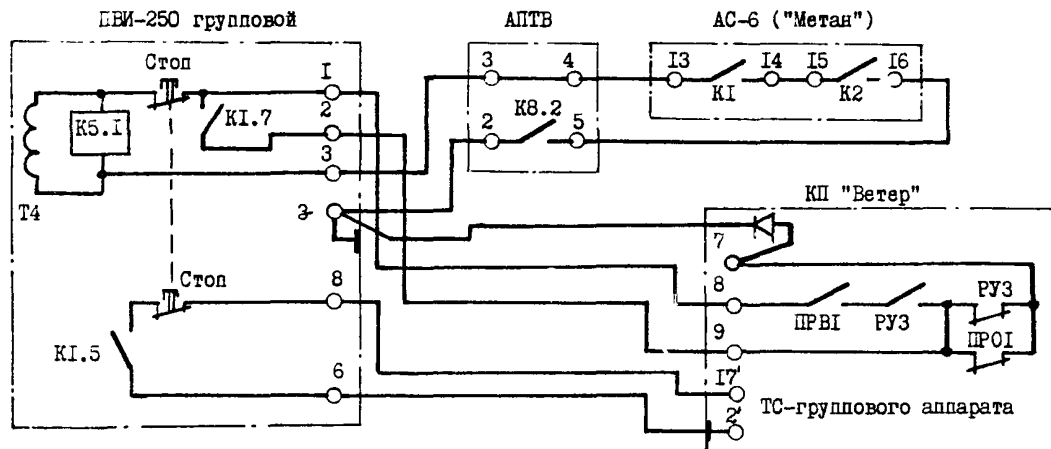 ПВИ-250 групповой
АПТВ
АС-6 ("Метан")
Стоп
К5.I
КI.7
Т4
I
2
3
З
Стоп
8
КI.5
6
3
4
К8.2
2
5
I3
I4
I5
I6
КI
К2
КП "Ветер"
7
8
ПРВI
РУЗ
РУЗ
9
ПРОI
I7'
ТС-группового аппарата
2'